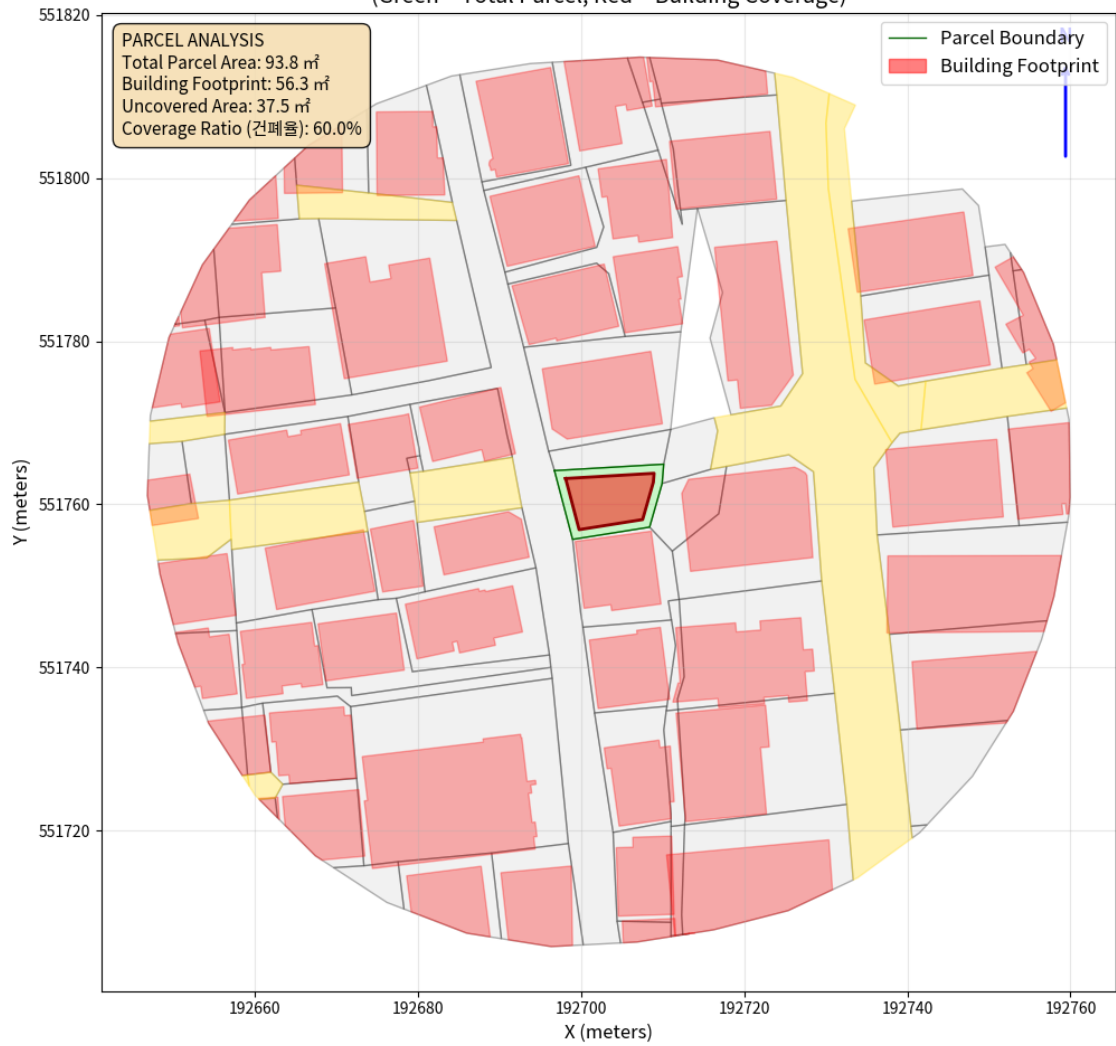 (Green = Total Parcel, Red = Building Coverage)
PARCEL ANALYSIS
Total Parcel Area: 93.8 ㎡
Building Footprint: 56.3 ㎡
Uncovered Area: 37.5 ㎡
Coverage Ratio (건폐율): 60.0%
Parcel Boundary
Building Footprint
N
551820
551800
551780
551760
551740
551720
Y (meters)
192660
192680
192700
192720
192740
192760
X (meters)